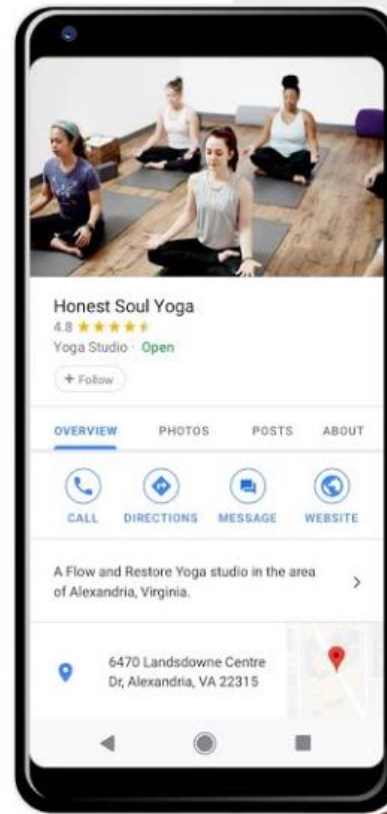 Honest Soul Yoga
4.8
Yoga Studio · Open
+ Follow
OVERVIEW PHOTOS POSTS ABOUT
CALL DIRECTIONS MESSAGE WEBSITE
A Flow and Restore Yoga studio in the area
of Alexandria, Virginia.
6470 Landsdowne Centre
Dr, Alexandria, VA 22315